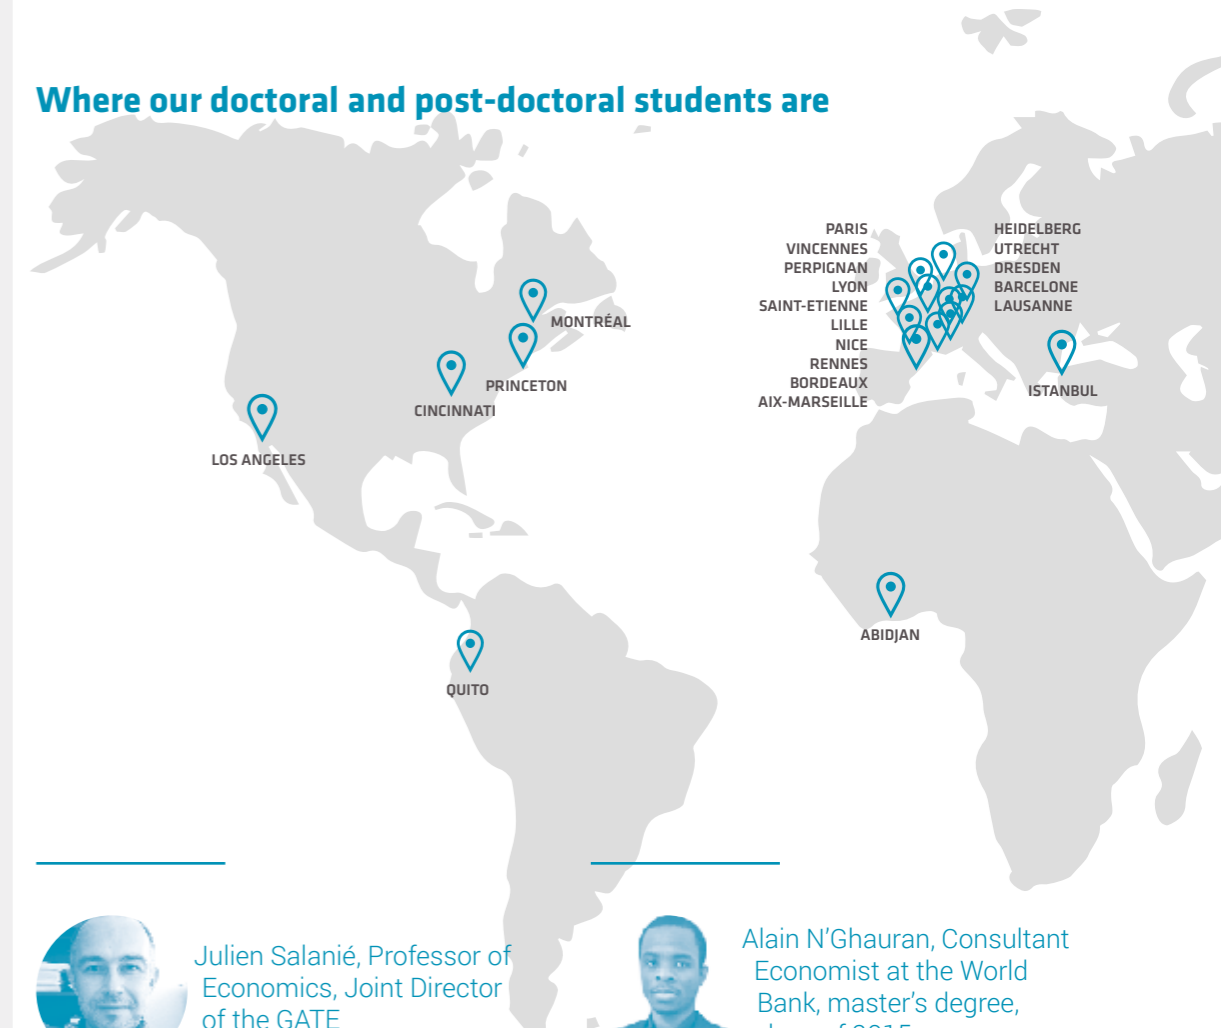 Where our doctoral and post-doctoral students are
PARIS
VINCENNES
PERPIGNAN
LYON
SAINT-ETIENNE
LILLE
NICE
RENNES
BORDEAUX
AIX-MARSEILLE
HEIDELBERG
UTRECHT
DRESDEN
BARCELONE
LAUSANNE
MONTRÉAL
PRINCETON
CINCINNATI
ISTANBUL
LOS ANGELES
ABIDJAN
QUITO
Julien Salanié, Professor of
Economics, Joint Director
of the GATE
Alain N'Ghauran, Consultant
Economist at the World
Bank, master's degree,